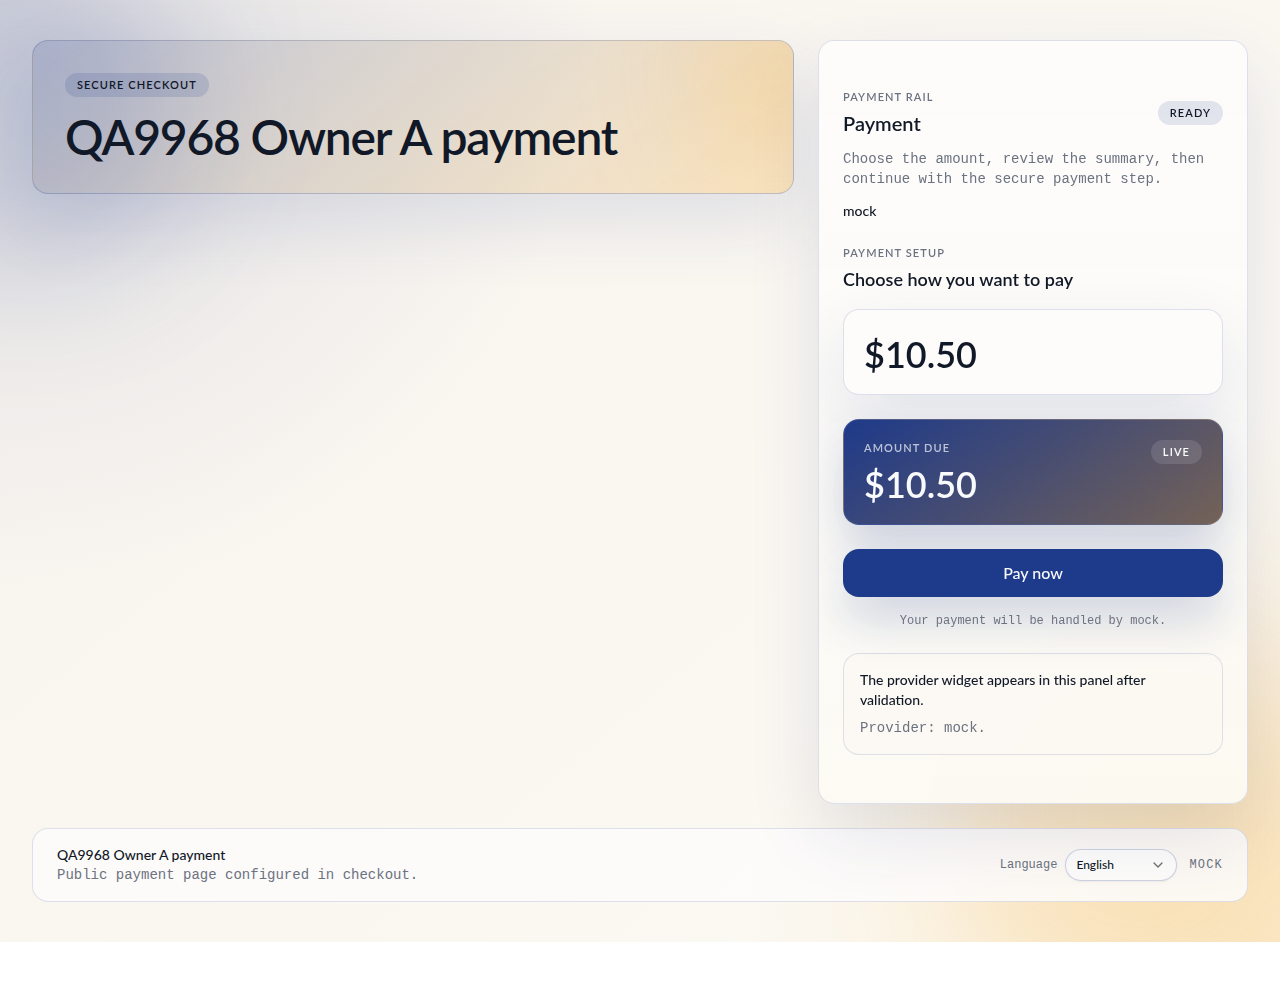 SECURE CHECKOUT
QA9968 Owner A payment
PAYMENT RAIL
Payment
READY
Choose the amount, review the summary, then
continue with the secure payment step.
mock
PAYMENT SETUP
Choose how you want to pay
$10.50
AMOUNT DUE
LIVE
$10.50
Pay now
Your payment will be handled by mock.
The provider widget appears in this panel after
validation.
Provider: mock.
QA9968 Owner A payment
Public payment page configured in checkout.
Language
English
MOCK